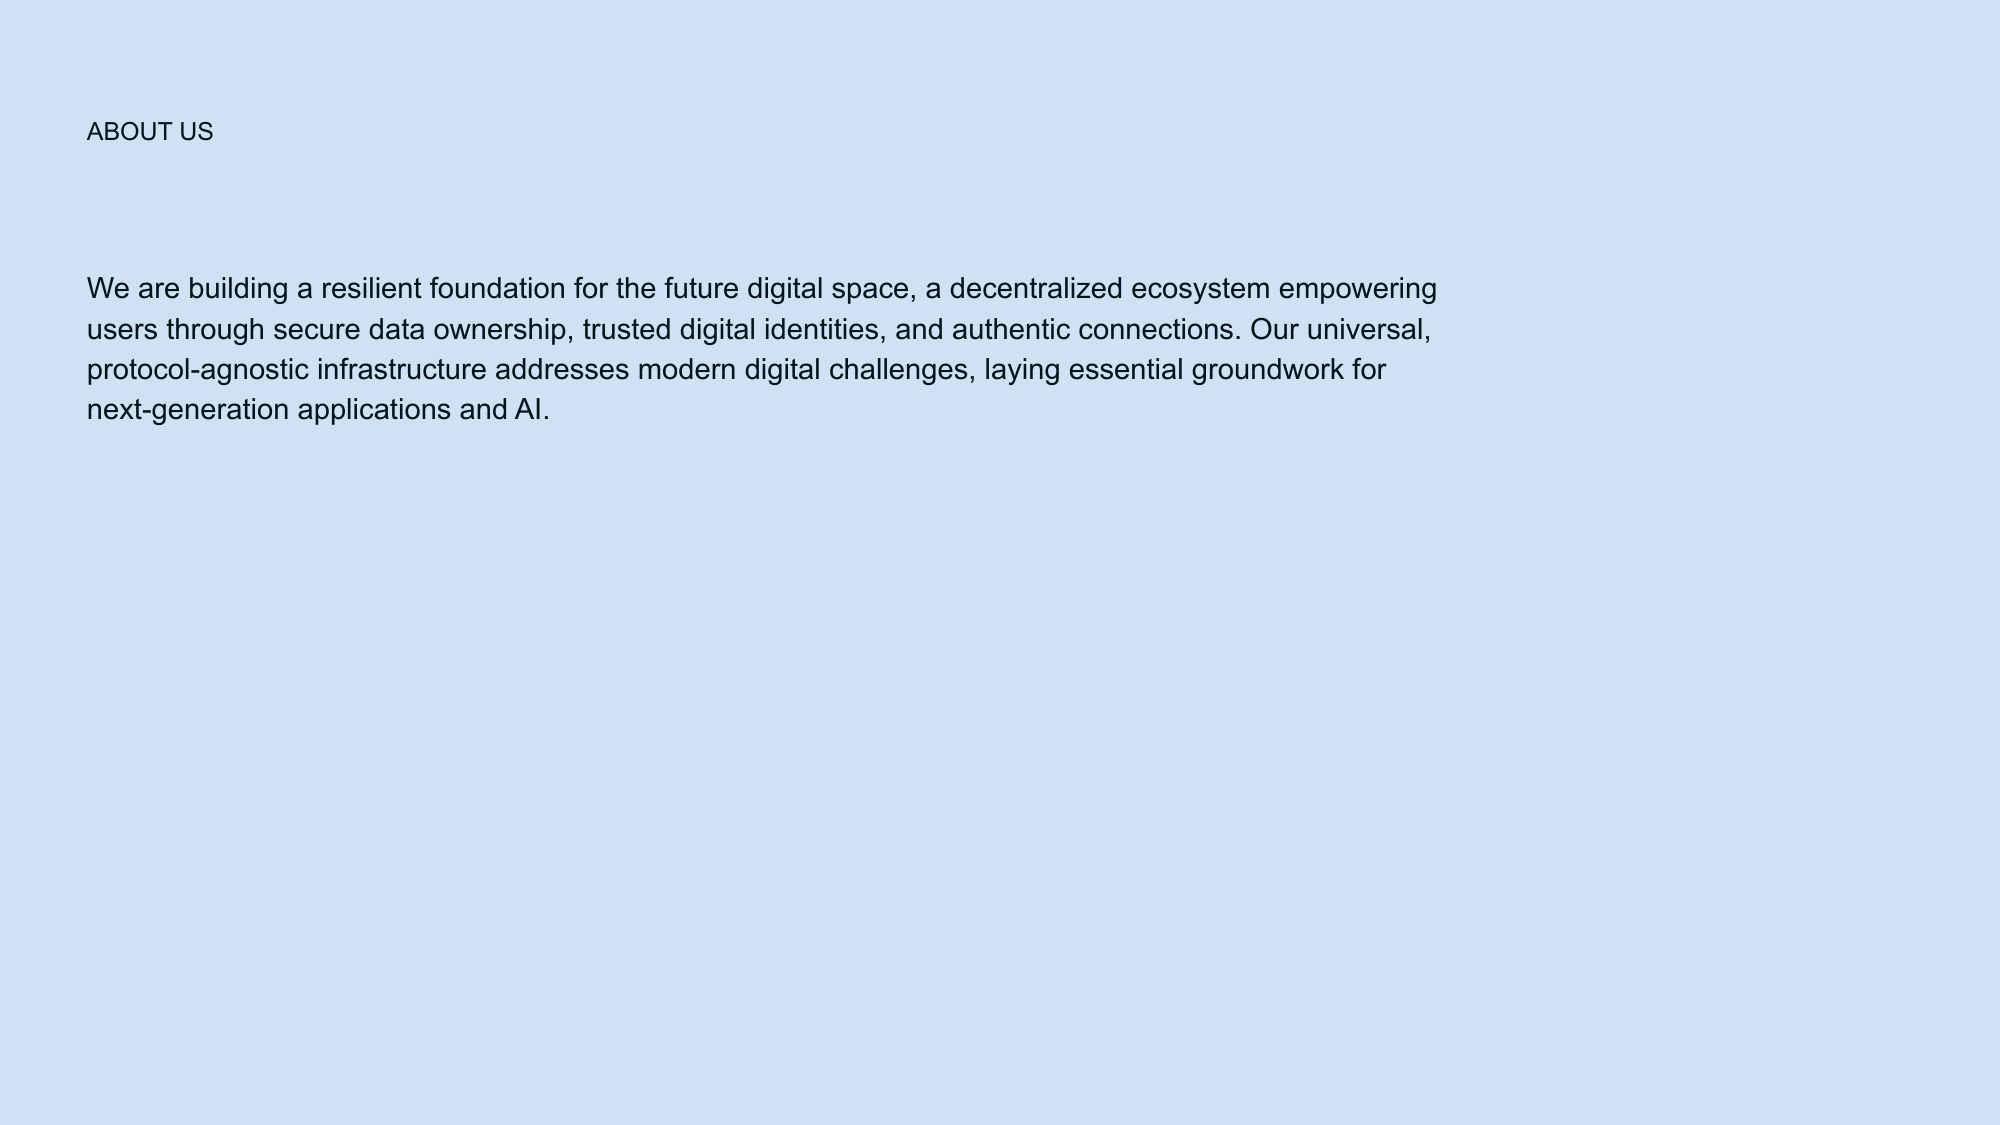 ABOUT US
We are building a resilient foundation for the future digital space, a decentralized ecosystem empowering
users through secure data ownership, trusted digital identities, and authentic connections. Our universal,
protocol-agnostic infrastructure addresses modern digital challenges, laying essential groundwork for
next-generation applications and AI.